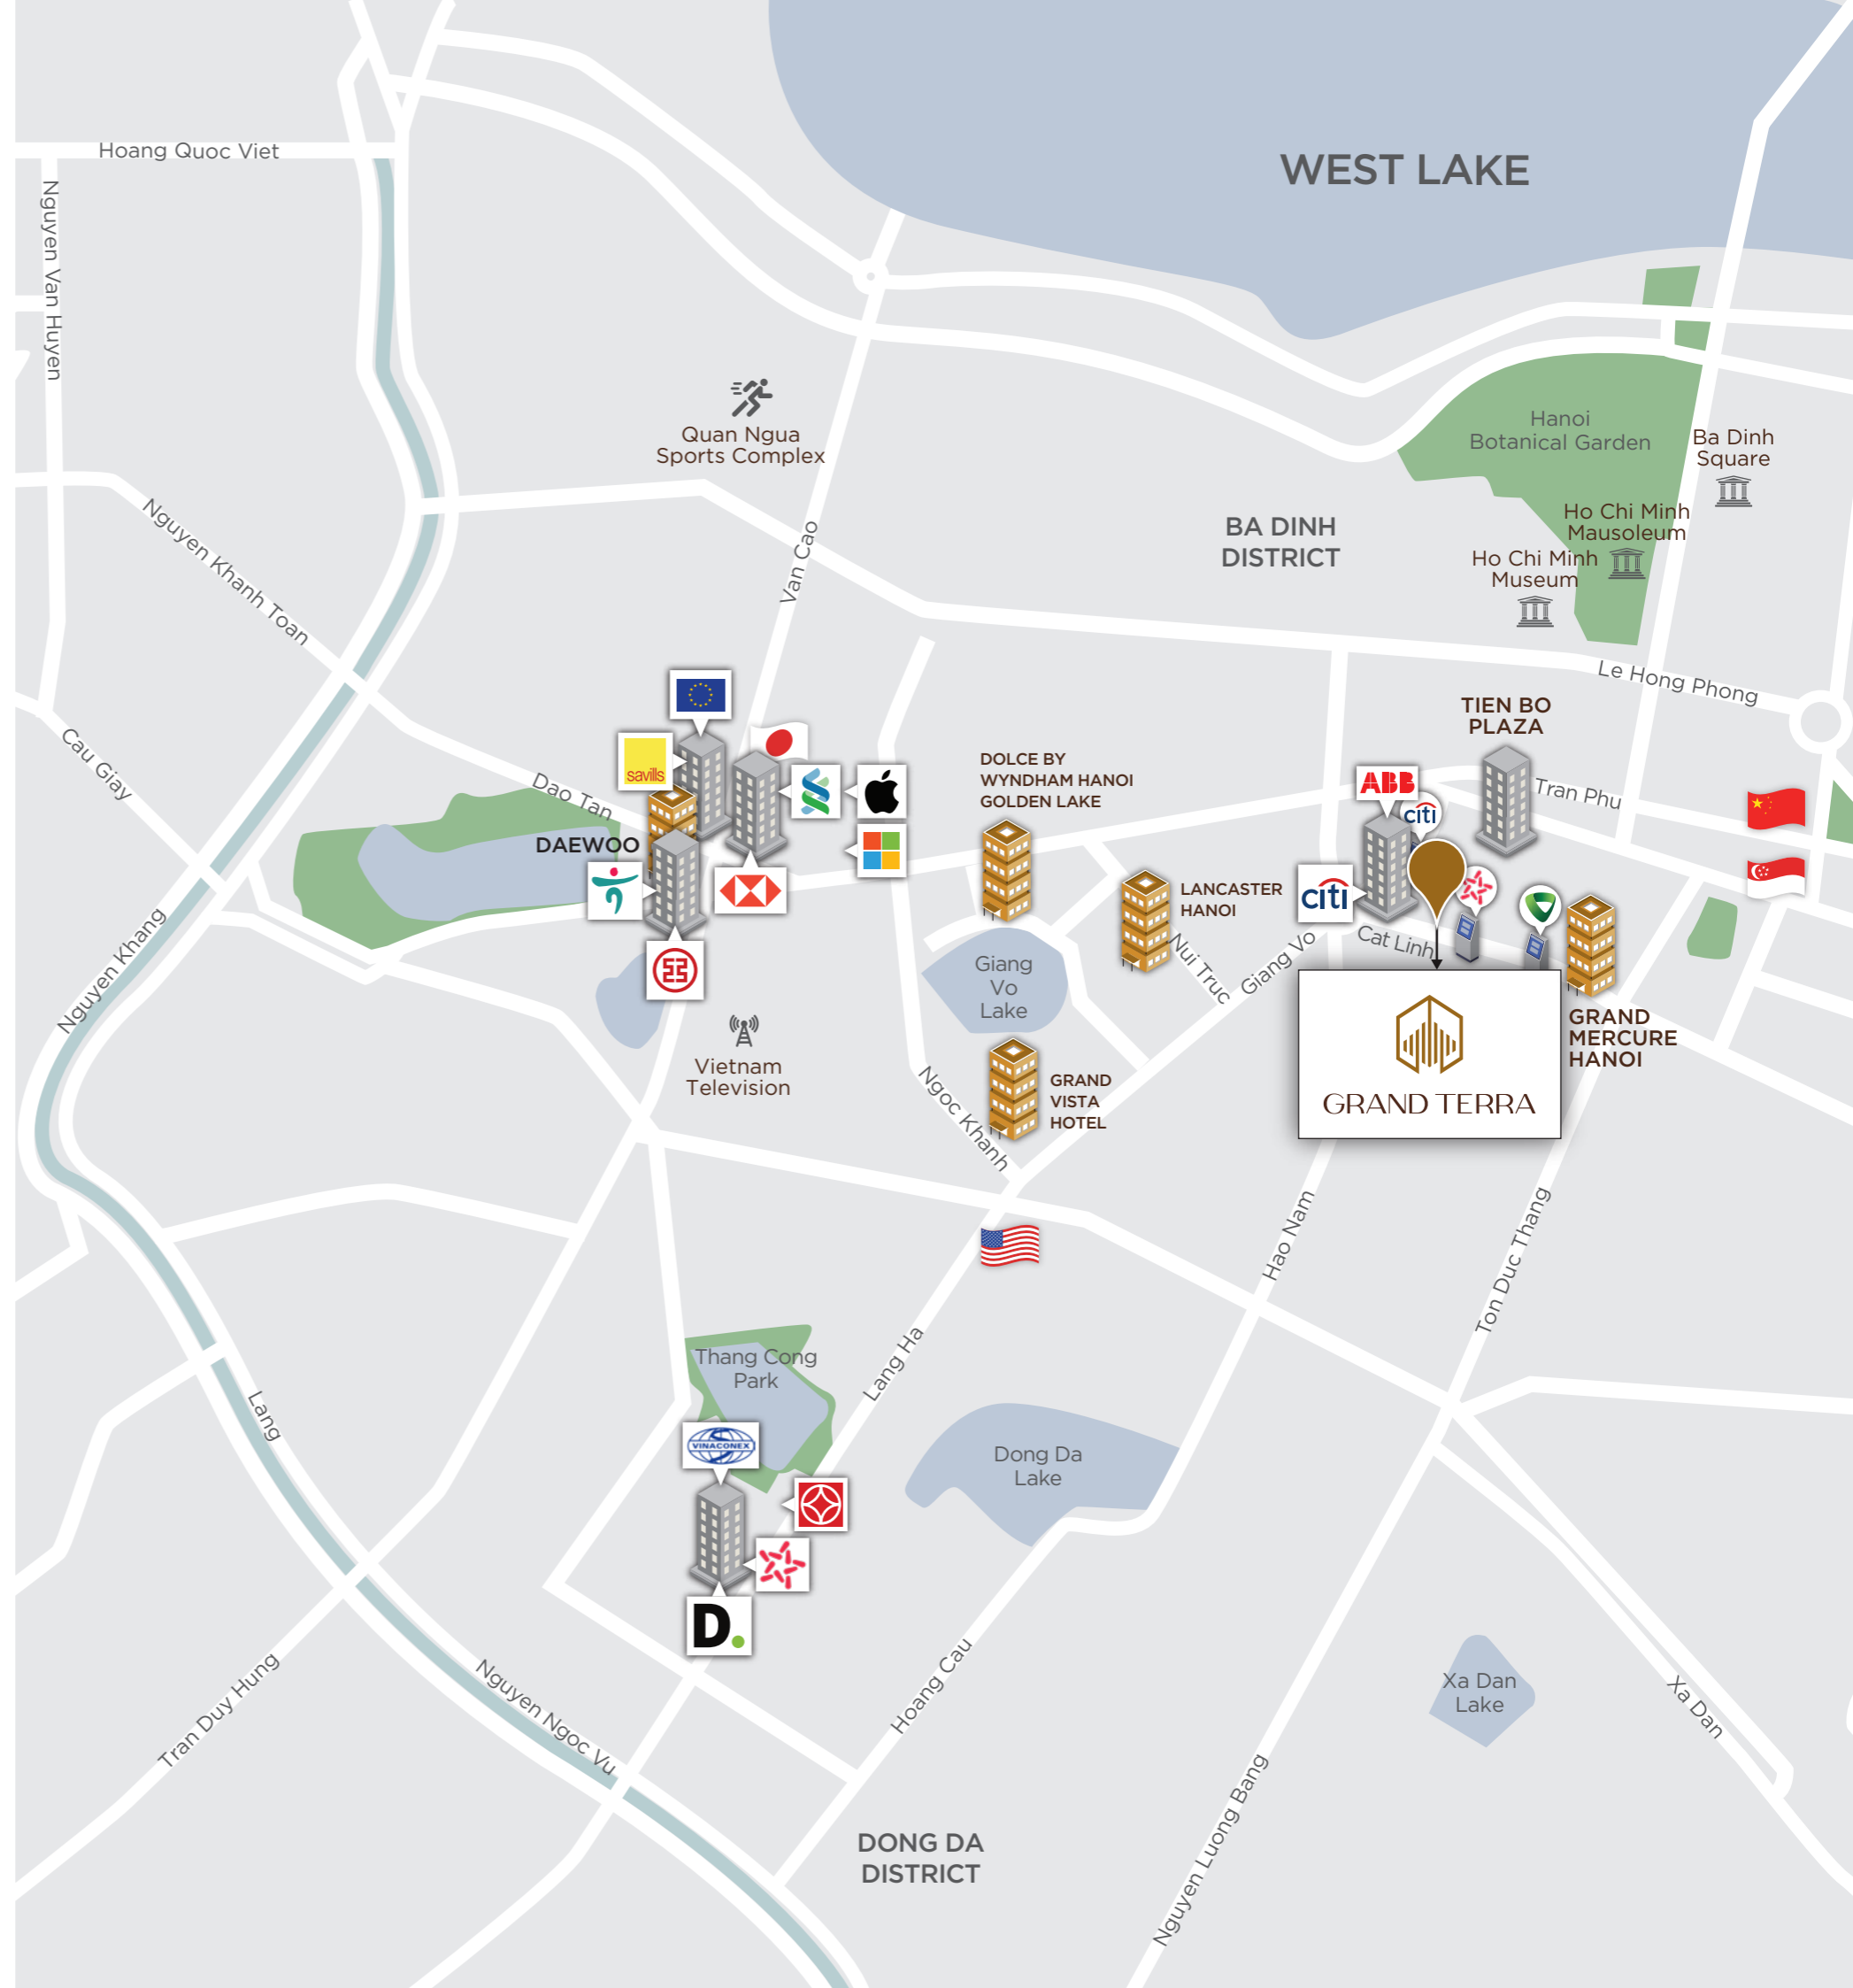 Hoang Quoc Viet
WEST LAKE
Nguyen Van Huyen
Quan Ngua
Sports Complex
Hanoi
Botanical Garden
Ba Dinh
Square
Nguyen Khanh Toan
Van Cao
BA DINH
DISTRICT
Ho Chi Minh
Mausoleum
Ho Chi Minh
Museum
Le Hong Phong
Cau Giay
savills
Dao Tan
DAEWOO
DOLCE BY
WYNDHAM HANOI
GOLDEN LAKE
TIEN BO
PLAZA
ABB
citi
Tran Phu
LANCASTER
HANOI
citi
Nguyen Khang
Nui Truc
Giang Vo
Cat Linh
Giang
Vo
Lake
GRAND TERRA
GRAND
MERCURE
HANOI
Vietnam
Television
Ngoc Khanh
GRAND
VISTA
HOTEL
Hao Nam
Ton Duc Thang
Lang Ha
Thang Cong
Park
Lang
VINACONEX
Dong Da
Lake
D.
Tran Duy Hung
Nguyen Ngoc Vu
Hoang Cau
Xa Dan
Lake
Xa Dan
Nguyen Luong Bang
DONG DA
DISTRICT